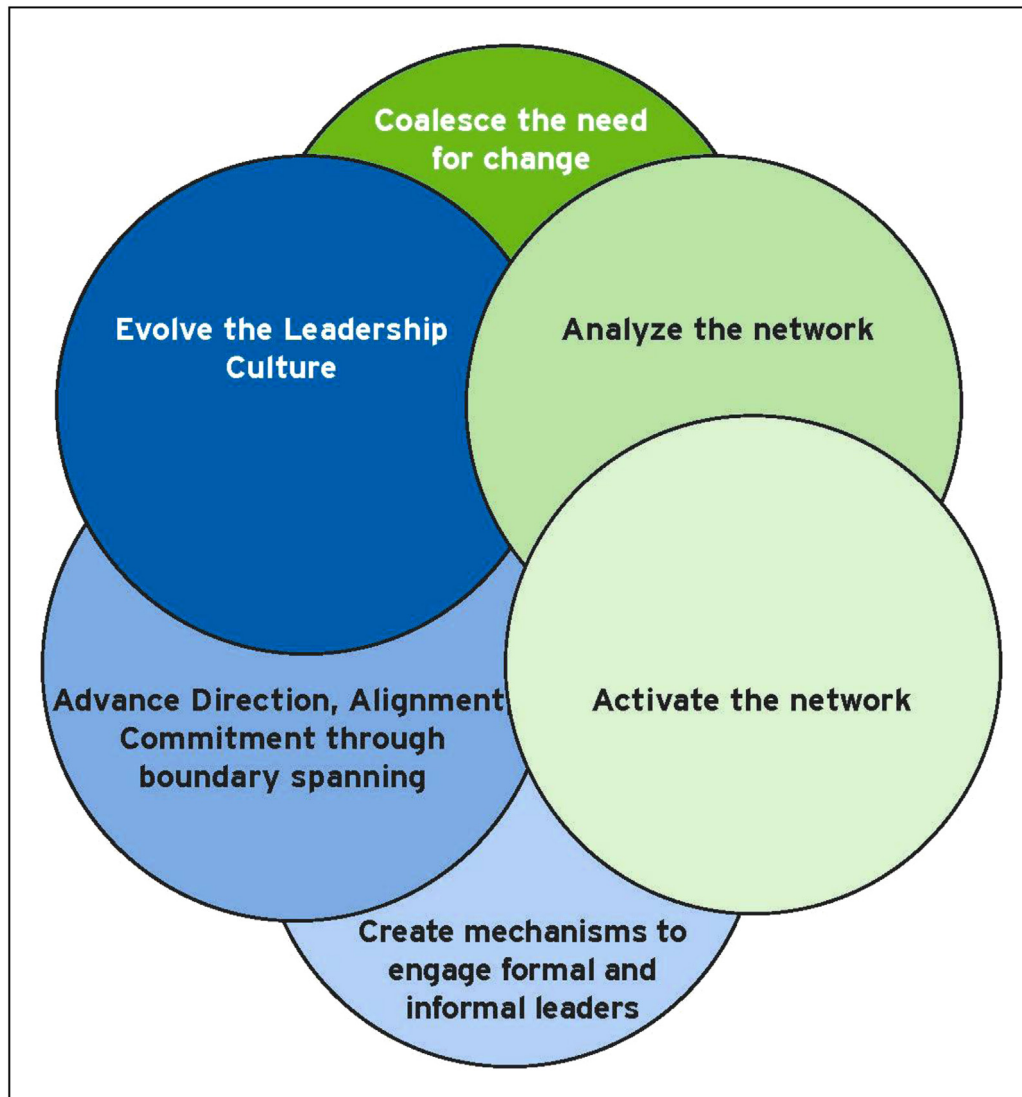 Coalesce the need
for change
Evolve the Leadership
Culture
Analyze the network
Advance Direction, Alignment,
Commitment through
boundary spanning
Activate the network
Create mechanisms to
engage formal and
informal leaders